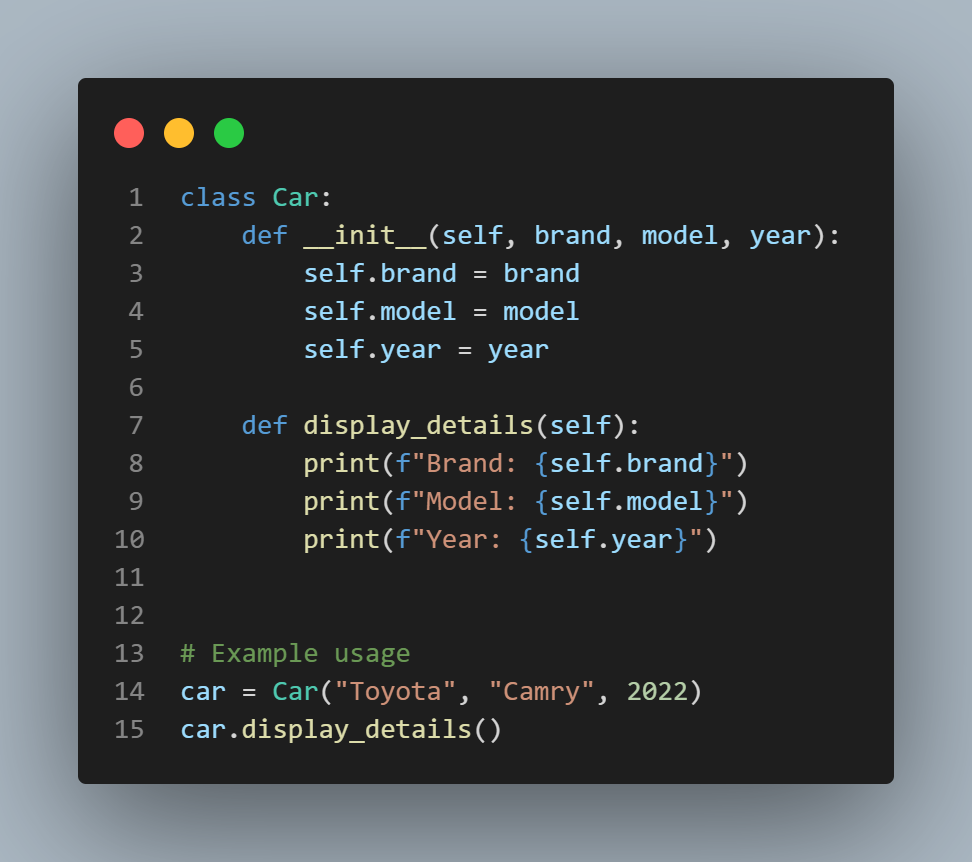 1 class Car:
2     def __init__(self, brand, model, year):
3         self.brand = brand
4         self.model = model
5         self.year = year
6
7     def display_details(self):
8         print(f"Brand: {self.brand}")
9         print(f"Model: {self.model}")
10         print(f"Year: {self.year}")
11
12
13 # Example usage
14 car = Car("Toyota", "Camry", 2022)
15 car.display_details()